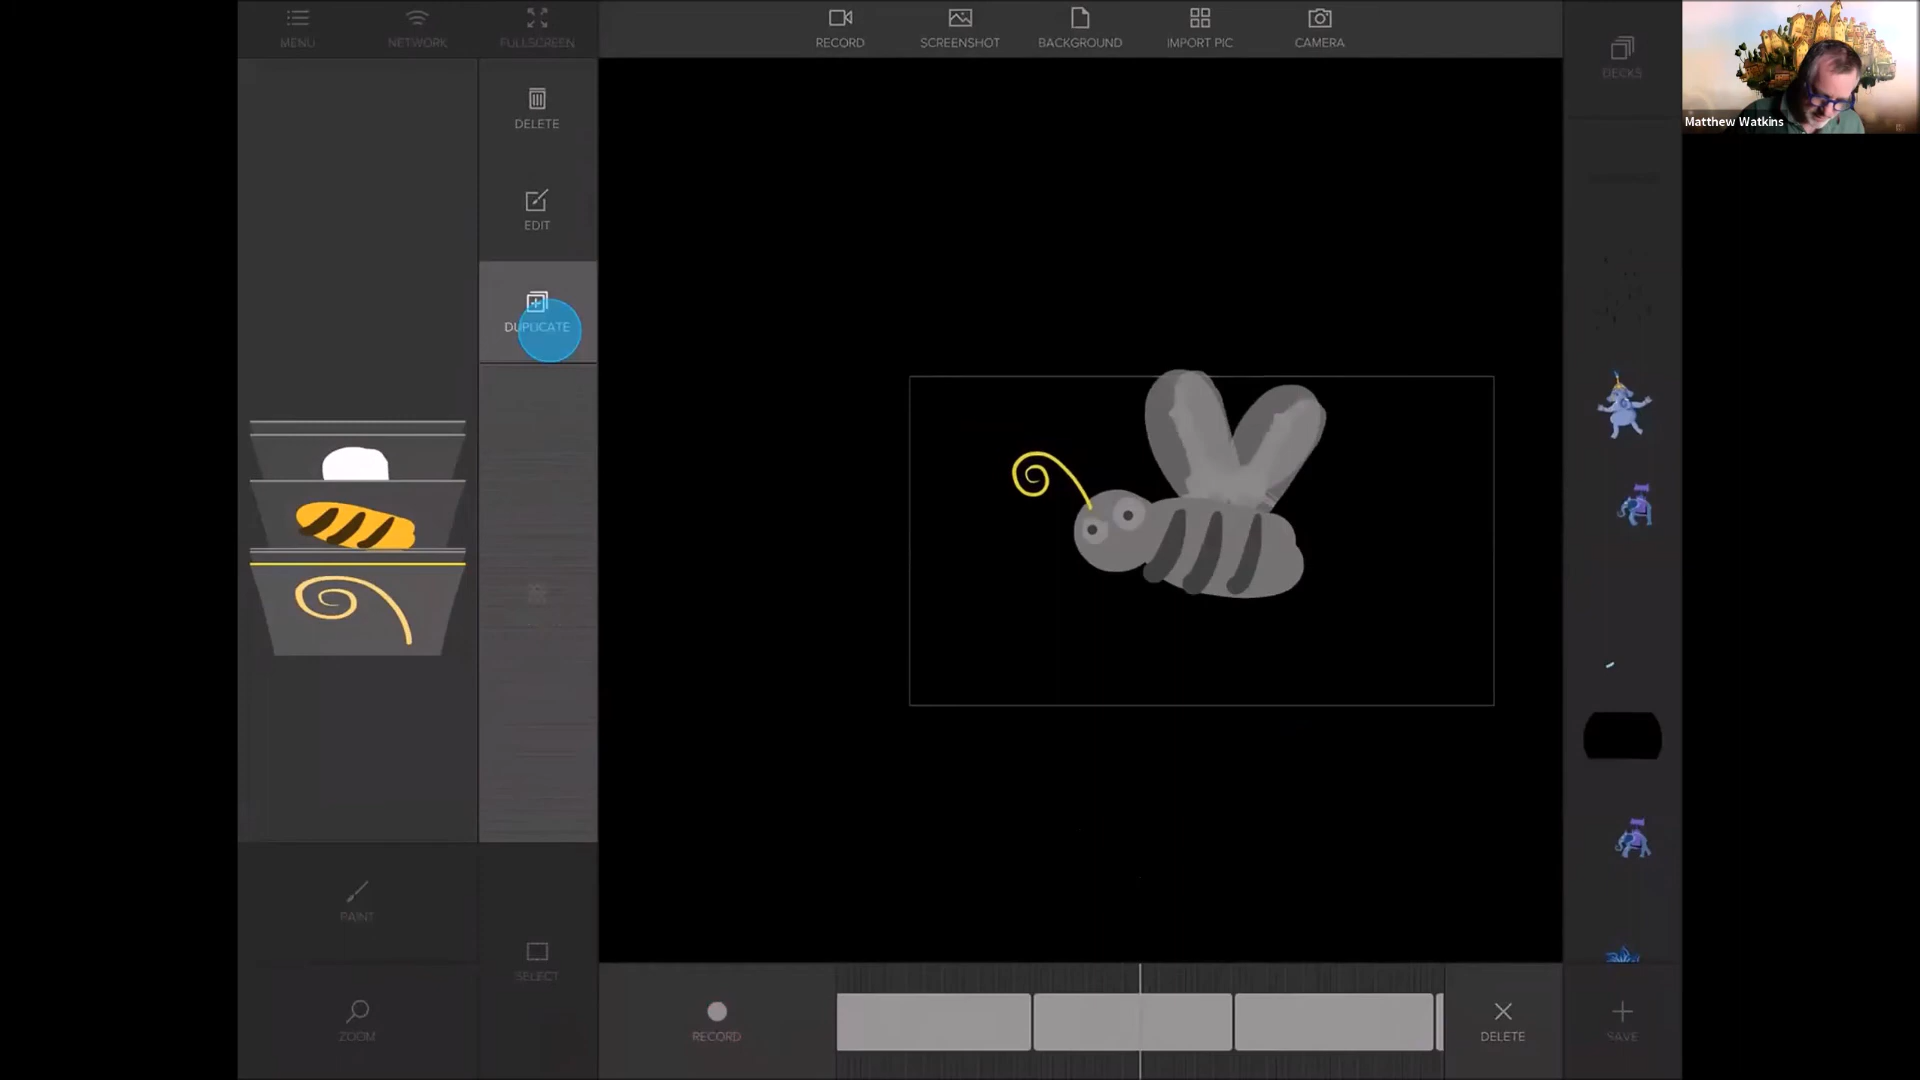 MENU
NETWORK
FULLSCREEN
RECORD
SCREENSHOT
BACKGROUND
IMPORT PIC
CAMERA
DECKS
Matthew Watkins
DELETE
EDIT
DUPLICATE
PAINT
SELECT
ZOOM
RECORD
DELETE
SAVE